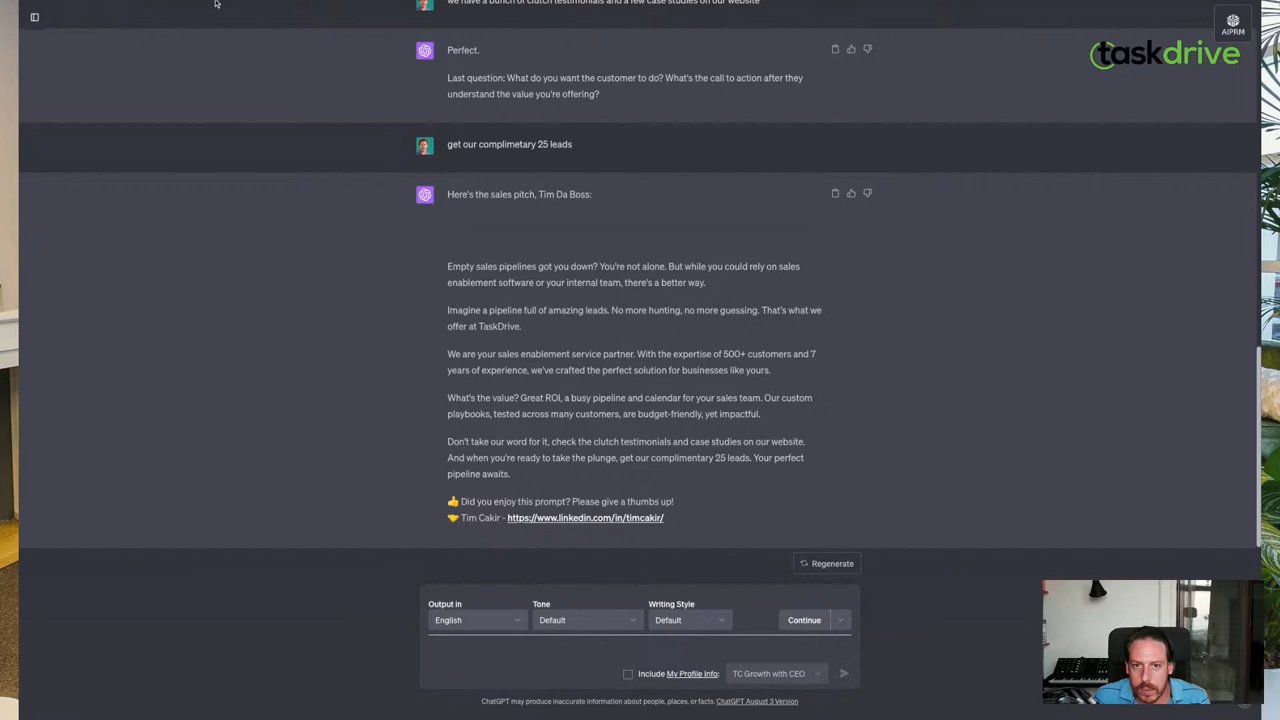 we have a bunch of clutch testimonials and a few case studies on our website
AIPRM
taskdrive
Perfect.
Last question: What do you want the customer to do? What's the call to action after they
understand the value you're offering?
get our complimetary 25 leads
Here's the sales pitch, Tim Da Boss:
Empty sales pipelines got you down? You're not alone. But while you could rely on sales
enablement software or your internal team, there's a better way.
Imagine a pipeline full of amazing leads. No more hunting, no more guessing. That's what we
offer at TaskDrive.
We are your sales enablement service partner. With the expertise of 500+ customers and 7
years of experience, we've crafted the perfect solution for businesses like yours.
What's the value? Great ROI, a busy pipeline and calendar for your sales team. Our custom
playbooks, tested across many customers, are budget-friendly, yet impactful.
Don't take our word for it, check the clutch testimonials and case studies on our website.
And when you're ready to take the plunge, get our complimentary 25 leads. Your perfect
pipeline awaits.
👍 Did you enjoy this prompt? Please give a thumbs up!
🤝 Tim Cakir - https://www.linkedin.com/in/timcakir/
Regenerate
Output in Tone Writing Style
English Default Default Continue
Include My Profile Info: TC Growth with CEO
ChatGPT may produce inaccurate information about people, places, or facts. ChatGPT August 3 Version